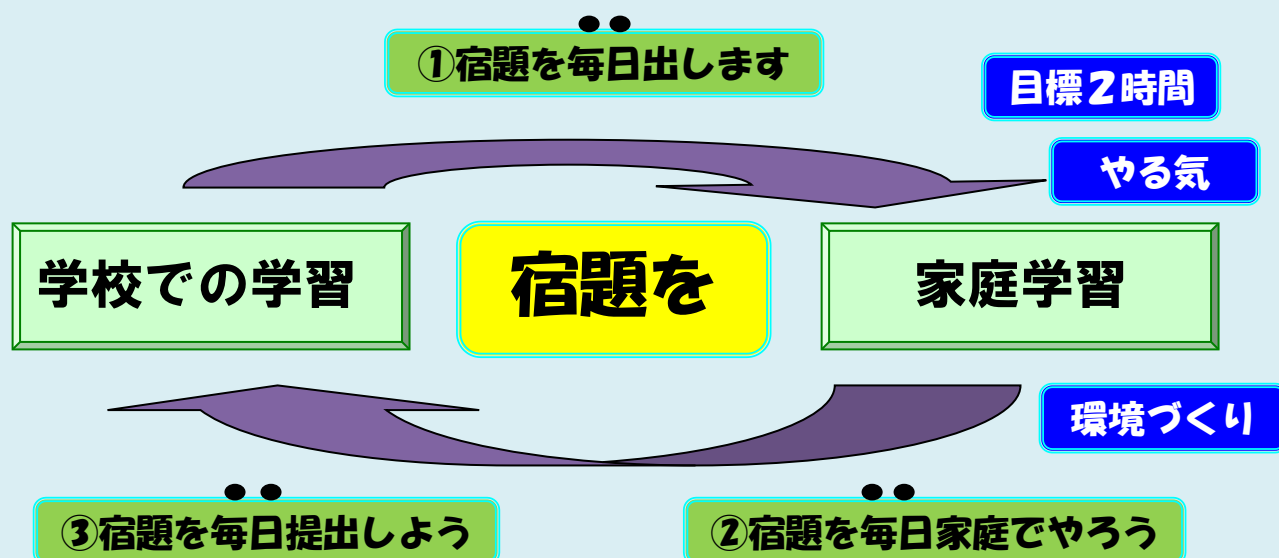 ①宿題を毎日出します
目標２時間
やる気
学校での学習
宿題を
家庭学習
環境づくり
③宿題を毎日提出しよう
②宿題を毎日家庭でやろう